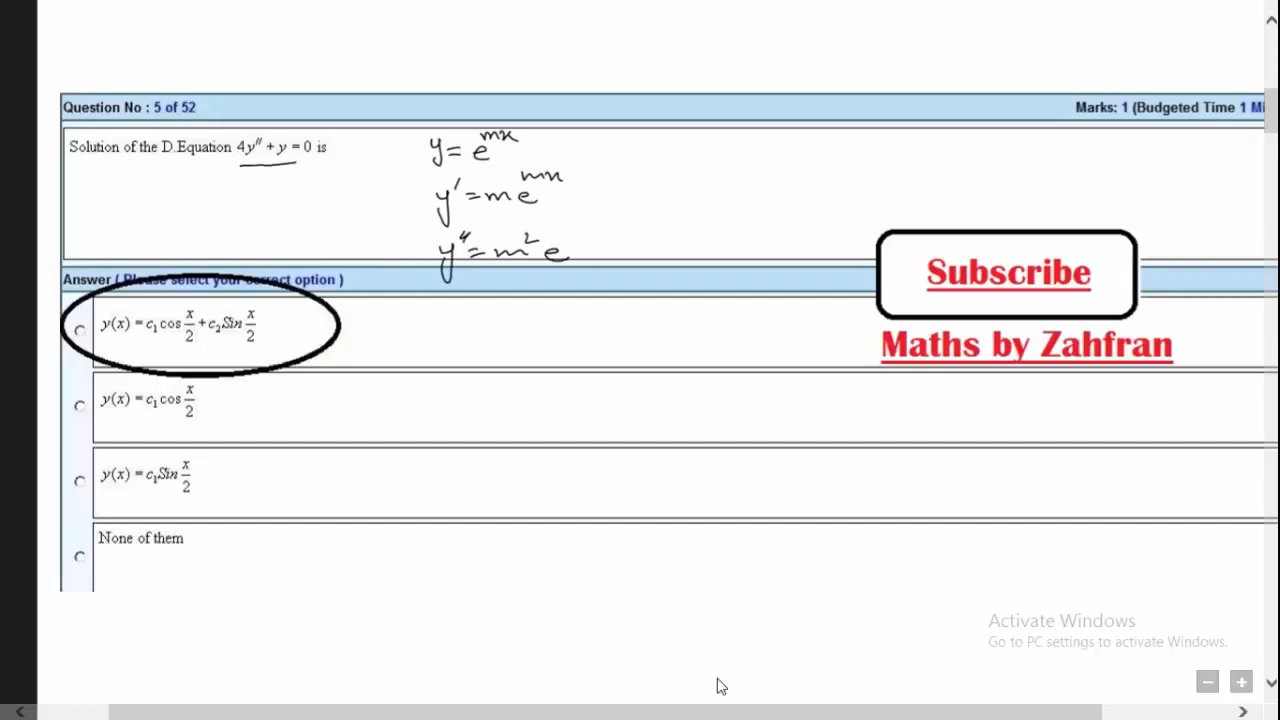 Question No : 5 of 52
Marks: 1 (Budgeted Time 1 Mi
Solution of the D.Equation 4y″ + y = 0 is
y = e^mx
y′ = m e^mx
y″ = m² e
Answer ( Please select your correct option )
y(x) = c₁ cos x/2 + c₂ Sin x/2
Subscribe
Maths by Zahfran
y(x) = c₁ cos x/2
y(x) = c₁ Sin x/2
None of them
Activate Windows
Go to PC settings to activate Windows.